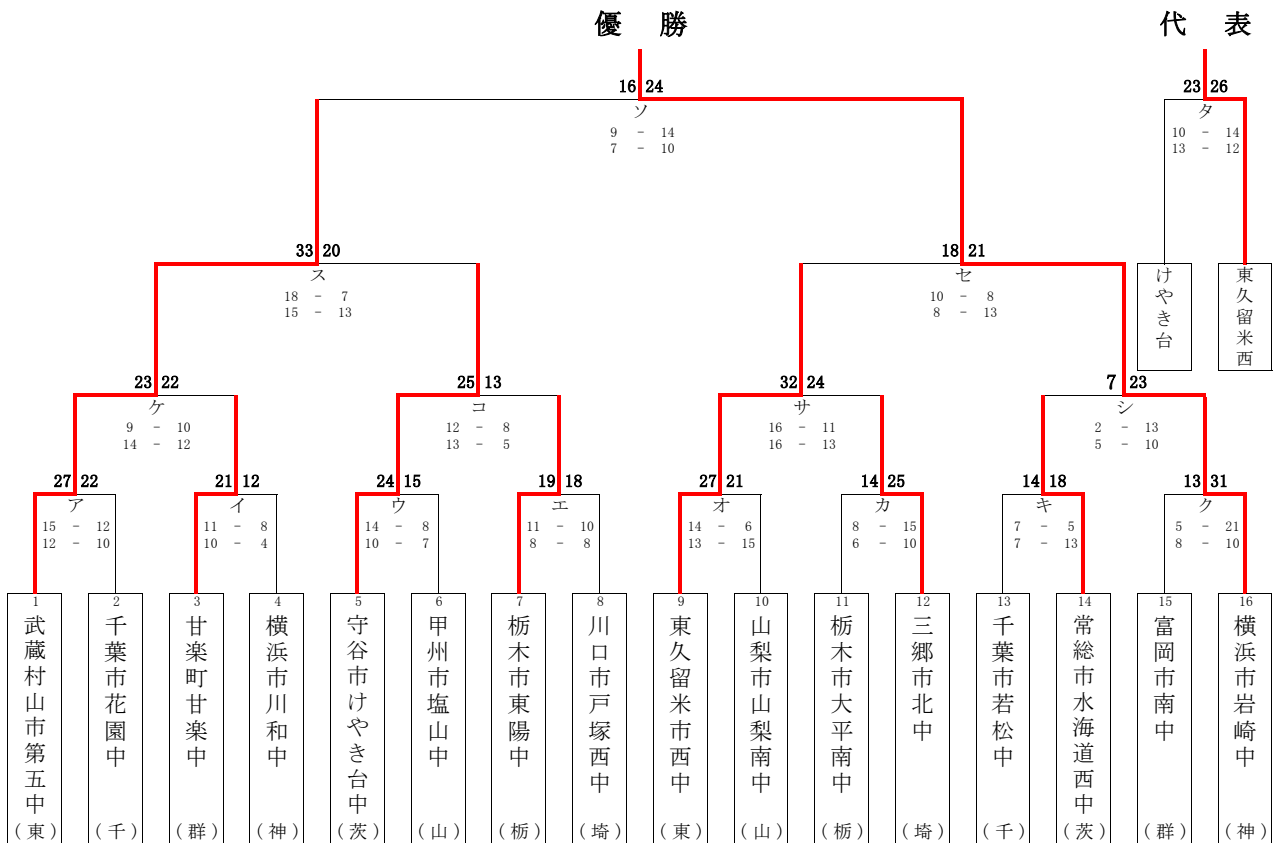 優 勝
代 表
16 24
ソ
9 - 14
7 - 10
23 26
タ
10 - 14
13 - 12
けやき台
東久留米西
33 20
ス
18 - 7
15 - 13
18 21
セ
10 - 8
8 - 13
23 22
ケ
9 - 10
14 - 12
25 13
コ
12 - 8
13 - 5
32 24
サ
16 - 11
16 - 13
7 23
シ
2 - 13
5 - 10
27 22
ア
15 - 12
12 - 10
21 12
イ
11 - 8
10 - 4
24 15
ウ
14 - 8
10 - 7
19 18
エ
11 - 10
8 - 8
27 21
オ
14 - 6
13 - 15
14 25
カ
8 - 15
6 - 10
14 18
キ
7 - 5
7 - 13
13 31
ク
5 - 21
8 - 10
1
武蔵村山市第五中
(東)
2
千葉市花園中
(千)
3
甘楽町甘楽中
(群)
4
横浜市川和中
(神)
5
守谷市けやき台中
(茨)
6
甲州市塩山中
(山)
7
栃木市東陽中
(栃)
8
川口市戸塚西中
(埼)
9
東久留米市西中
(東)
10
山梨市山梨南中
(山)
11
栃木市大平南中
(栃)
12
三郷市北中
(埼)
13
千葉市若松中
(千)
14
常総市水海道西中
(茨)
15
富岡市南中
(群)
16
横浜市岩崎中
(神)